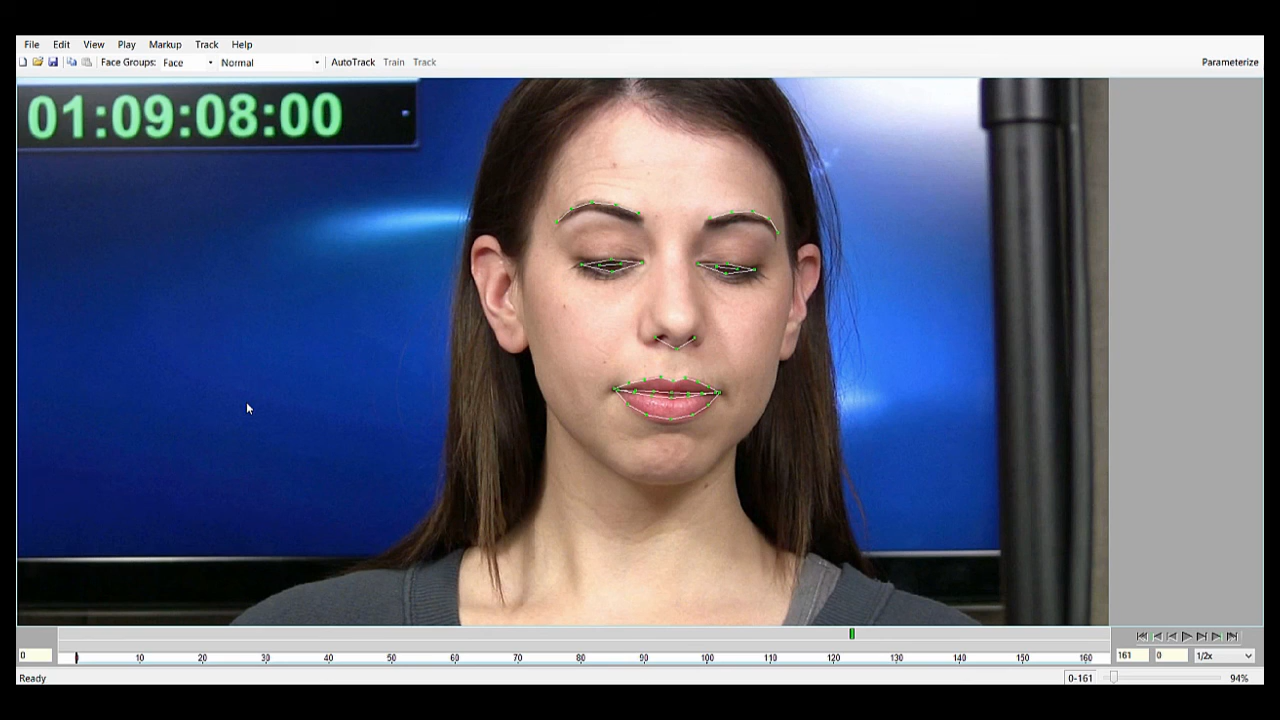 File Edit View Play Markup Track Help
Face Groups: Face Normal AutoTrack Train Track Parameterize
01:09:08:00
0 10 20 30 40 50 60 70 80 90 100 110 120 130 140 150 160 161 0 1/2x
Ready 0-161 94%